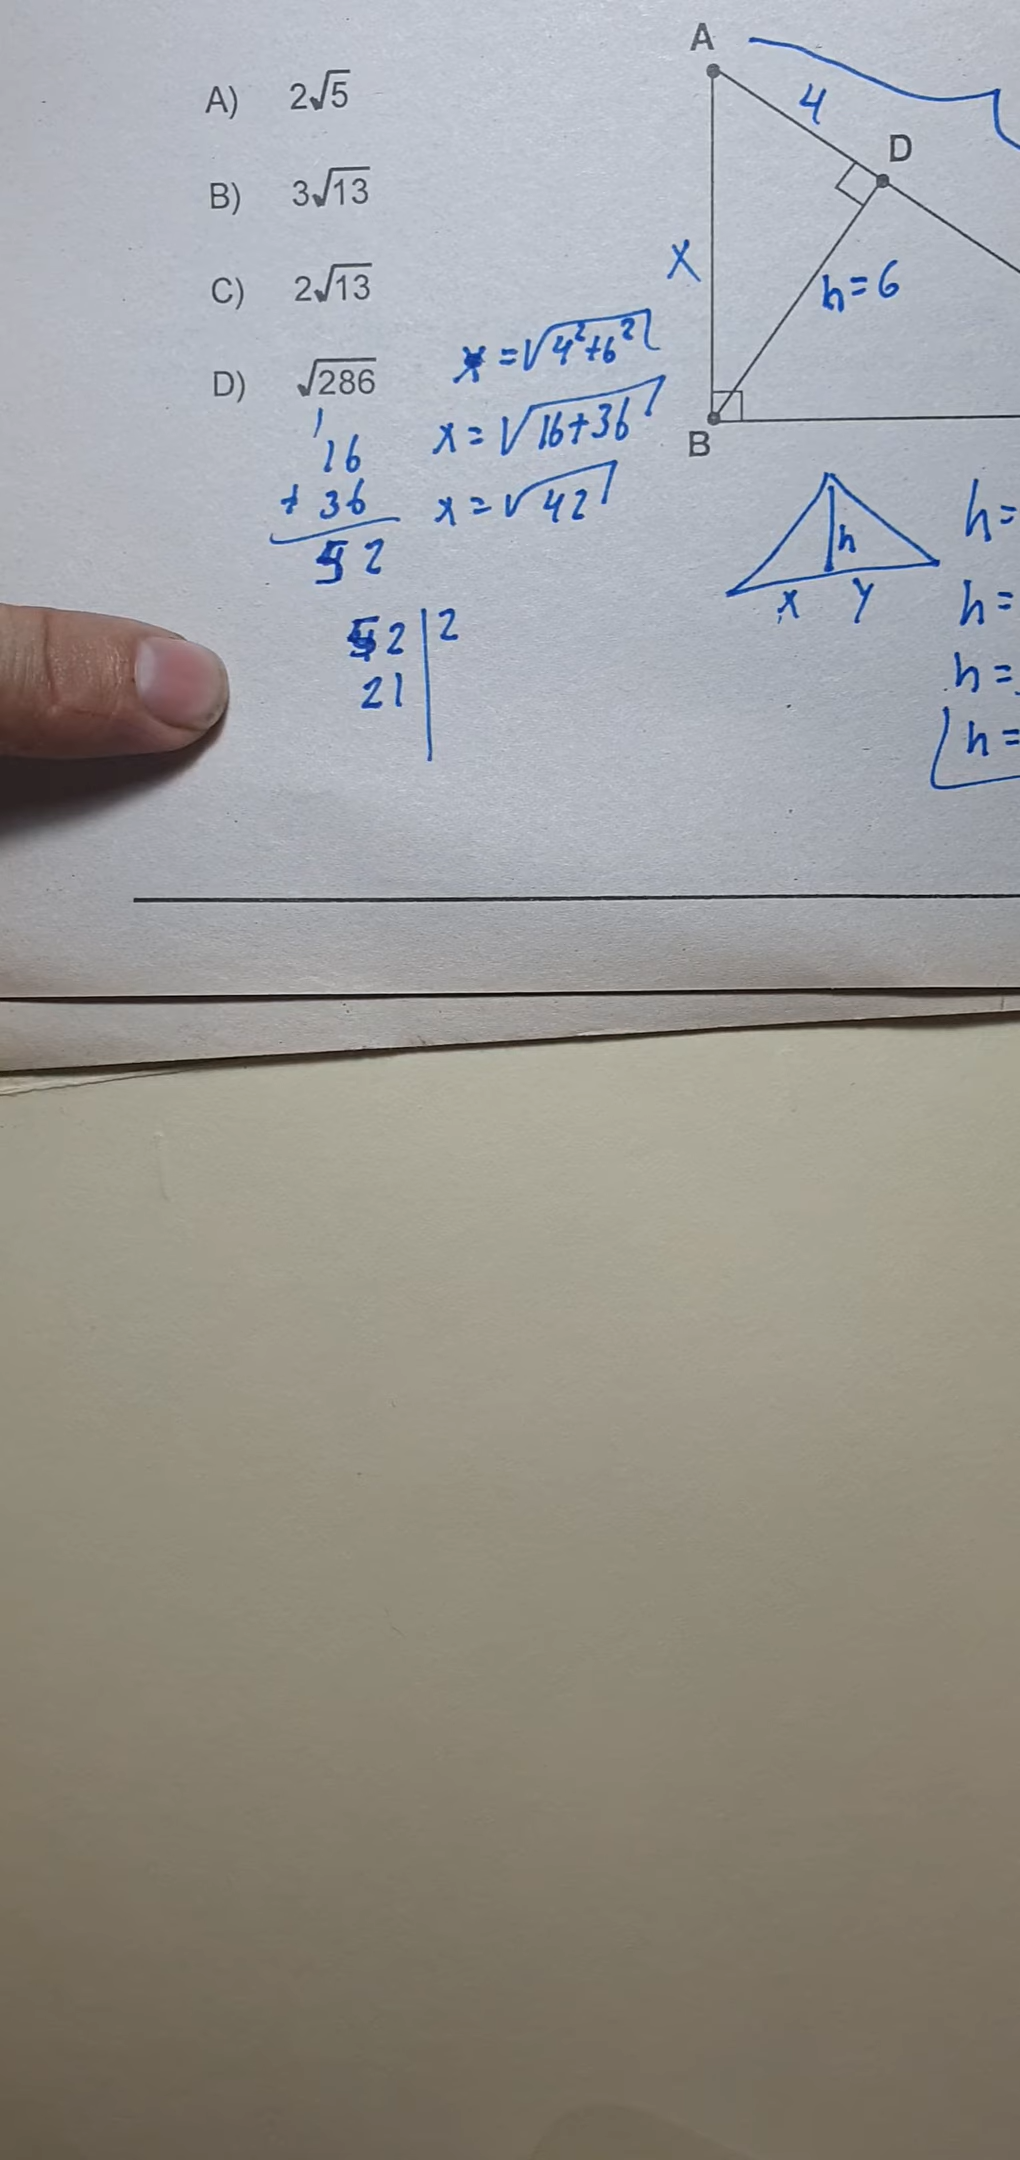 A) 2√5
B) 3√13
C) 2√13
D) √286
A
4
D
x
h=6
B
x = √4²+6²
x = √16+36
x = √42
1
16
+ 36
52
52 | 2
21
h
x y
h=
h=
h=
h=